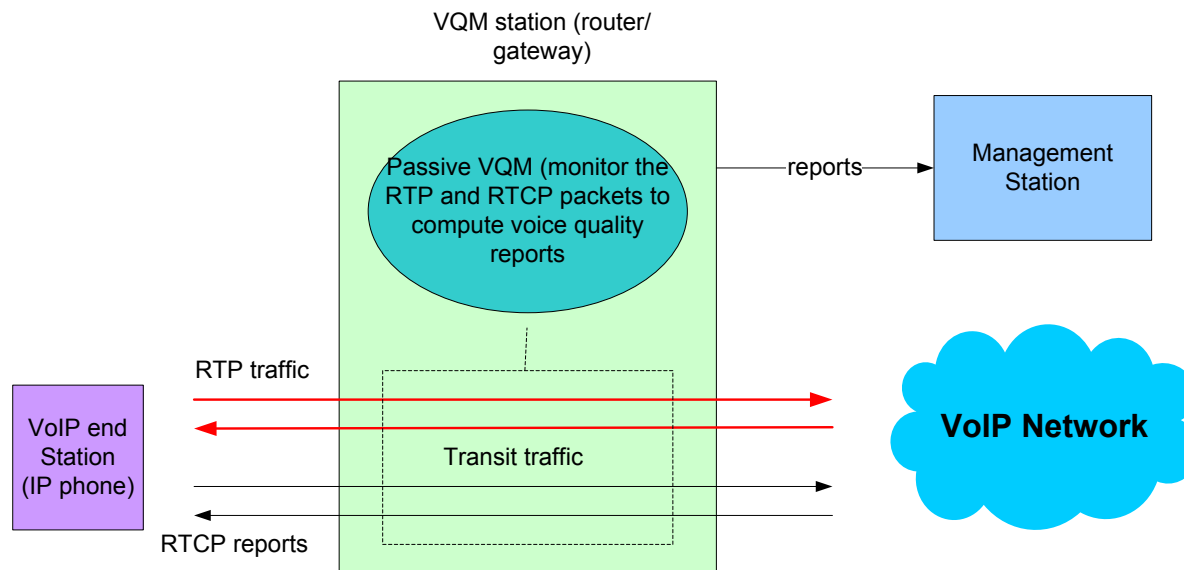 VQM station (router/
gateway)
Passive VQM (monitor the
RTP and RTCP packets to
compute voice quality
reports
reports
Management
Station
RTP traffic
VoIP end
Station
(IP phone)
VoIP Network
Transit traffic
RTCP reports